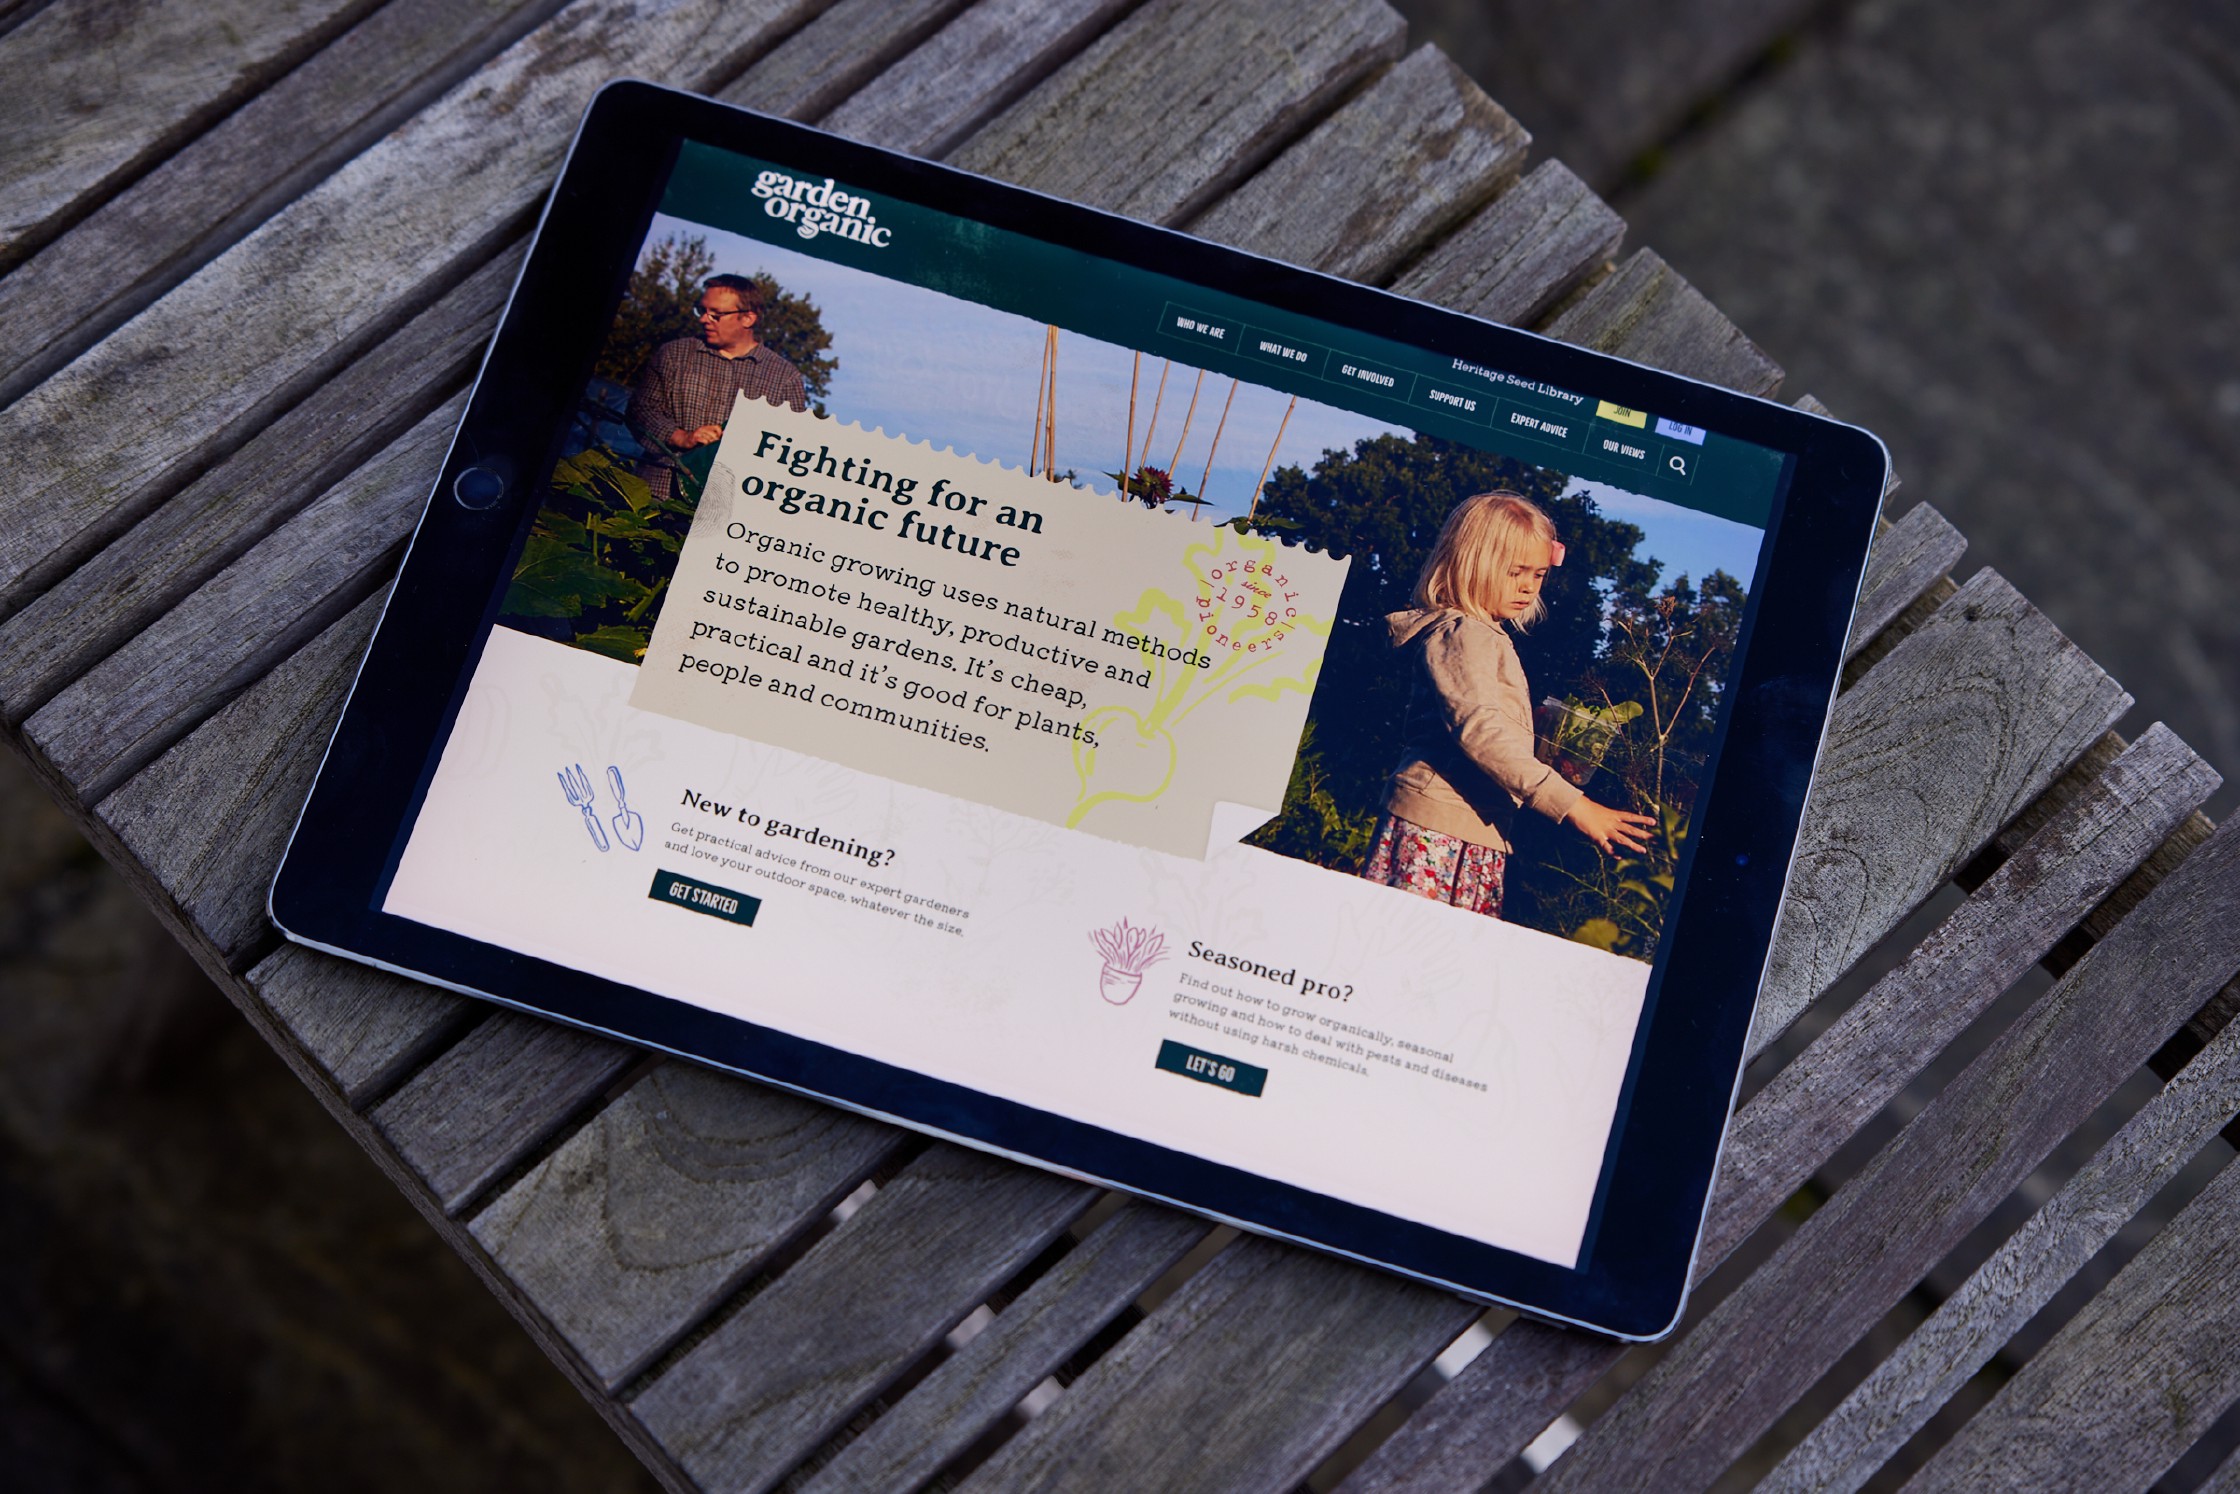 garden
organic
Heritage Seed Library
JOIN
LOG IN
WHO WE ARE
WHAT WE DO
GET INVOLVED
SUPPORT US
EXPERT ADVICE
OUR VIEWS
Fighting for an
organic future
Organic growing uses natural methods
to promote healthy, productive and
sustainable gardens. It's cheap,
practical and it's good for plants,
people and communities.
organic
since
1958
pioneers
New to gardening?
Get practical advice from our expert gardeners
and love your outdoor space, whatever the size.
GET STARTED
Seasoned pro?
Find out how to grow organically, seasonal
growing and how to deal with pests and diseases
without using harsh chemicals.
LET'S GO